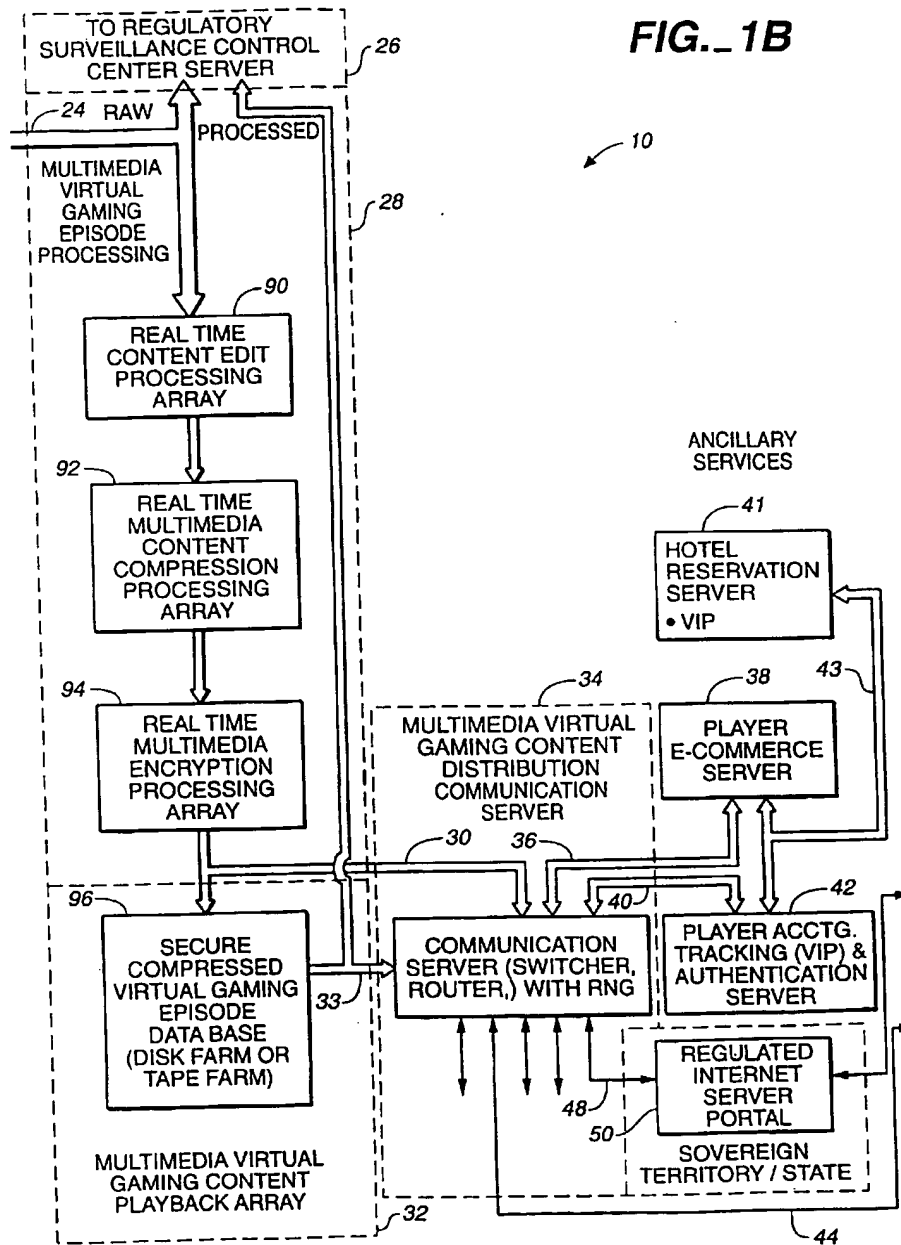 TO REGULATORY
SURVEILLANCE CONTROL
CENTER SERVER
26
FIG._1B
24
RAW
PROCESSED
10
MULTIMEDIA
VIRTUAL
GAMING
EPISODE
PROCESSING
28
90
REAL TIME
CONTENT EDIT
PROCESSING
ARRAY
92
REAL TIME
MULTIMEDIA
CONTENT
COMPRESSION
PROCESSING
ARRAY
ANCILLARY
SERVICES
41
HOTEL
RESERVATION
SERVER
• VIP
43
94
REAL TIME
MULTIMEDIA
ENCRYPTION
PROCESSING
ARRAY
34
MULTIMEDIA VIRTUAL
GAMING CONTENT
DISTRIBUTION
COMMUNICATION
SERVER
38
PLAYER
E-COMMERCE
SERVER
30
36
40
96
SECURE
COMPRESSED
VIRTUAL GAMING
EPISODE
DATA BASE
(DISK FARM OR
TAPE FARM)
33
COMMUNICATION
SERVER (SWITCHER,
ROUTER,) WITH RNG
42
PLAYER ACCTG.
TRACKING (VIP) &
AUTHENTICATION
SERVER
48
50
REGULATED
INTERNET
SERVER
PORTAL
SOVEREIGN
TERRITORY / STATE
MULTIMEDIA VIRTUAL
GAMING CONTENT
PLAYBACK ARRAY
32
44